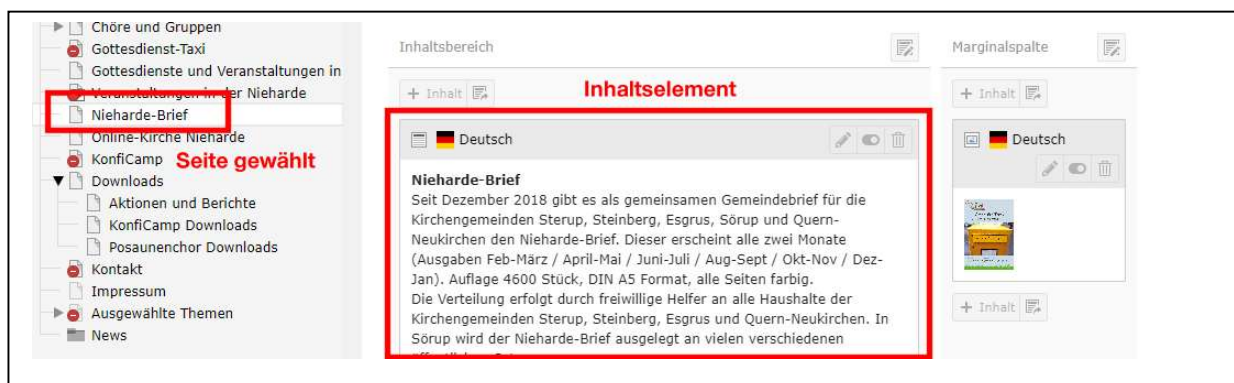 Chöre und Gruppen
Gottesdienst-Taxi
Gottesdienste und Veranstaltungen in
Veranstaltungen in der Nieharde
Nieharde-Brief
Online-Kirche Nieharde
KonfiCamp
Seite gewählt
Downloads
Aktionen und Berichte
KonfiCamp Downloads
Posaunenchor Downloads
Kontakt
Impressum
Ausgewählte Themen
News
Inhaltsbereich
+ Inhalt
Inhaltselement
Deutsch
Nieharde-Brief
Seit Dezember 2018 gibt es als gemeinsamen Gemeindebrief für die
Kirchengemeinden Sterup, Steinberg, Esgrus, Sörup und Quern-
Neukirchen den Nieharde-Brief. Dieser erscheint alle zwei Monate
(Ausgaben Feb-März / April-Mai / Juni-Juli / Aug-Sept / Okt-Nov / Dez-
Jan). Auflage 4600 Stück, DIN A5 Format, alle Seiten farbig.
Die Verteilung erfolgt durch freiwillige Helfer an alle Haushalte der
Kirchengemeinden Sterup, Steinberg, Esgrus und Quern-Neukirchen. In
Sörup wird der Nieharde-Brief ausgelegt an vielen verschiedenen
Marginalspalte
+ Inhalt
Deutsch
+ Inhalt